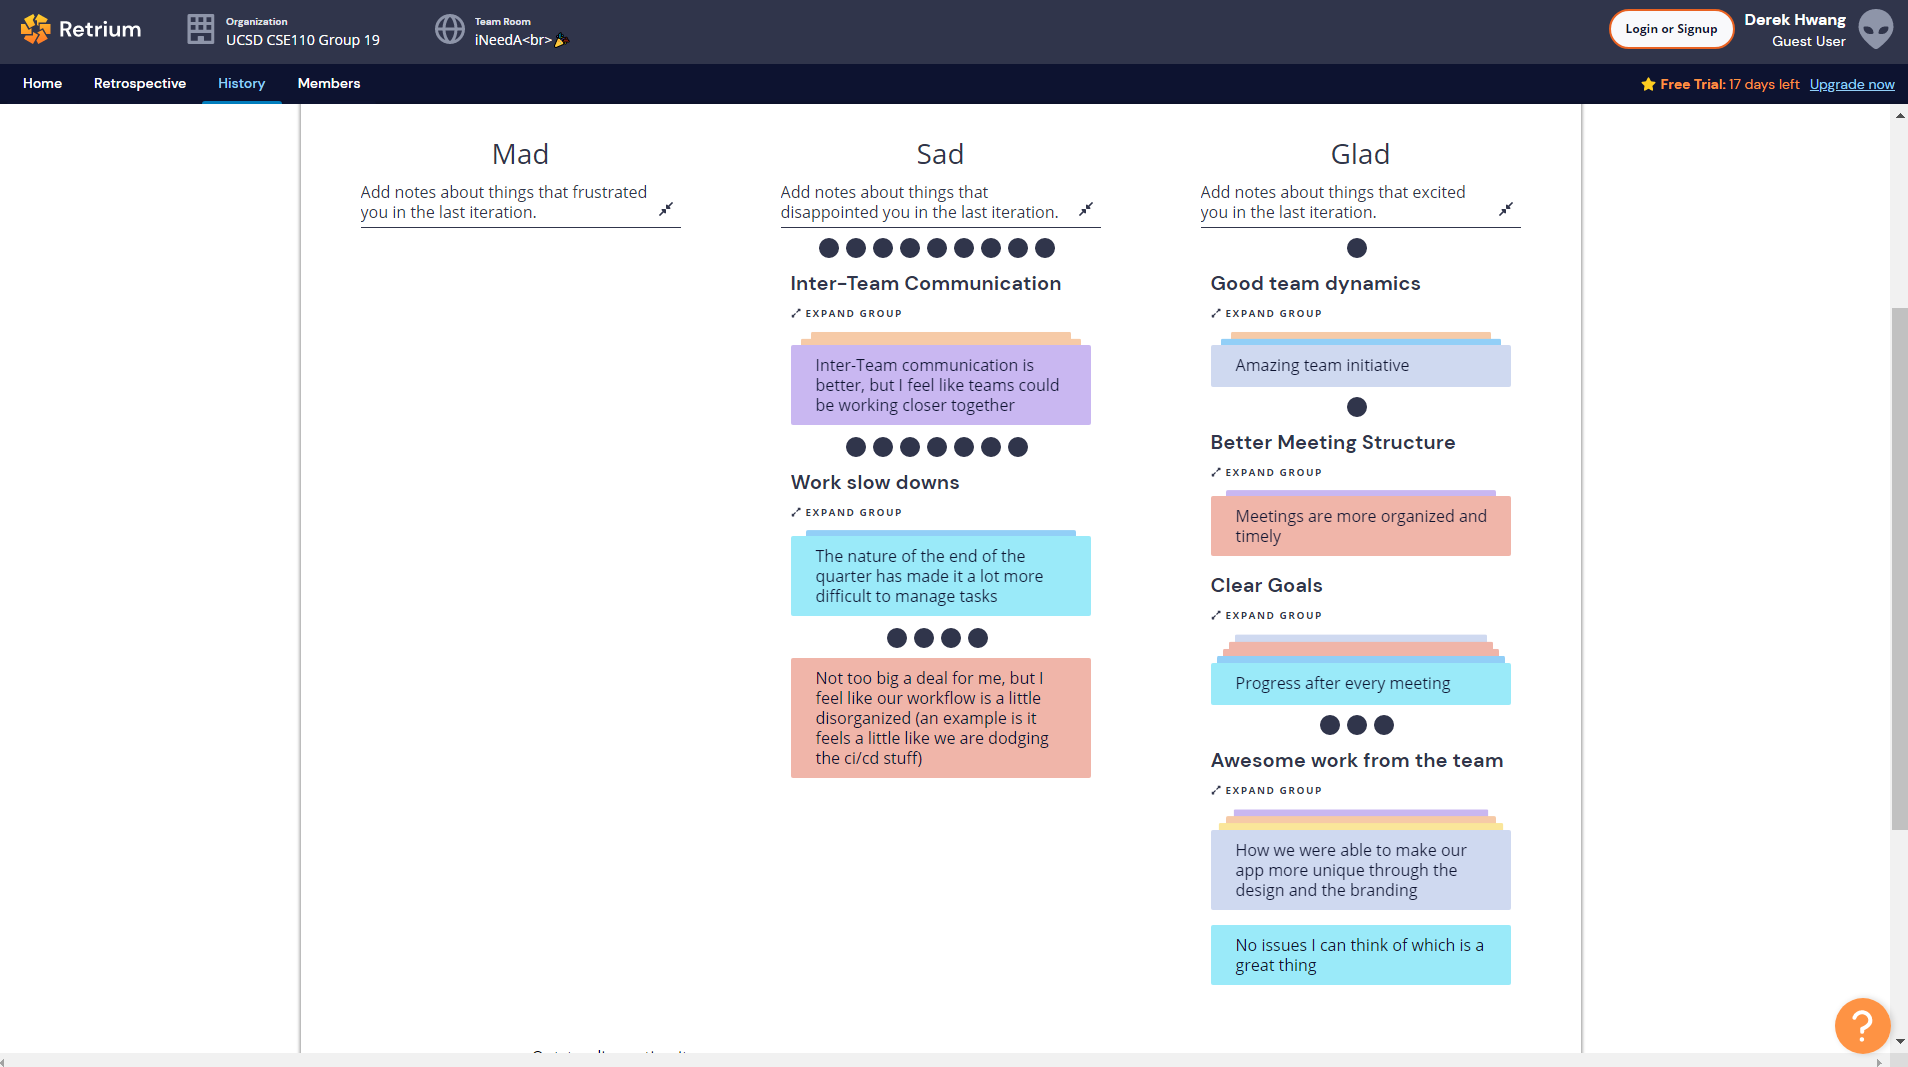 Retrium
Organization
UCSD CSE110 Group 19
Team Room
iNeedA<br>🎉
Login or Signup
Derek Hwang
Guest User
Home
Retrospective
History
Members
Free Trial: 17 days left Upgrade now
Mad
Add notes about things that frustrated
you in the last iteration.
Sad
Add notes about things that
disappointed you in the last iteration.
Inter-Team Communication
EXPAND GROUP
Inter-Team communication is
better, but I feel like teams could
be working closer together
Work slow downs
EXPAND GROUP
The nature of the end of the
quarter has made it a lot more
difficult to manage tasks
Not too big a deal for me, but I
feel like our workflow is a little
disorganized (an example is it
feels a little like we are dodging
the ci/cd stuff)
Glad
Add notes about things that excited
you in the last iteration.
Good team dynamics
EXPAND GROUP
Amazing team initiative
Better Meeting Structure
EXPAND GROUP
Meetings are more organized and
timely
Clear Goals
EXPAND GROUP
Progress after every meeting
Awesome work from the team
EXPAND GROUP
How we were able to make our
app more unique through the
design and the branding
No issues I can think of which is a
great thing
?